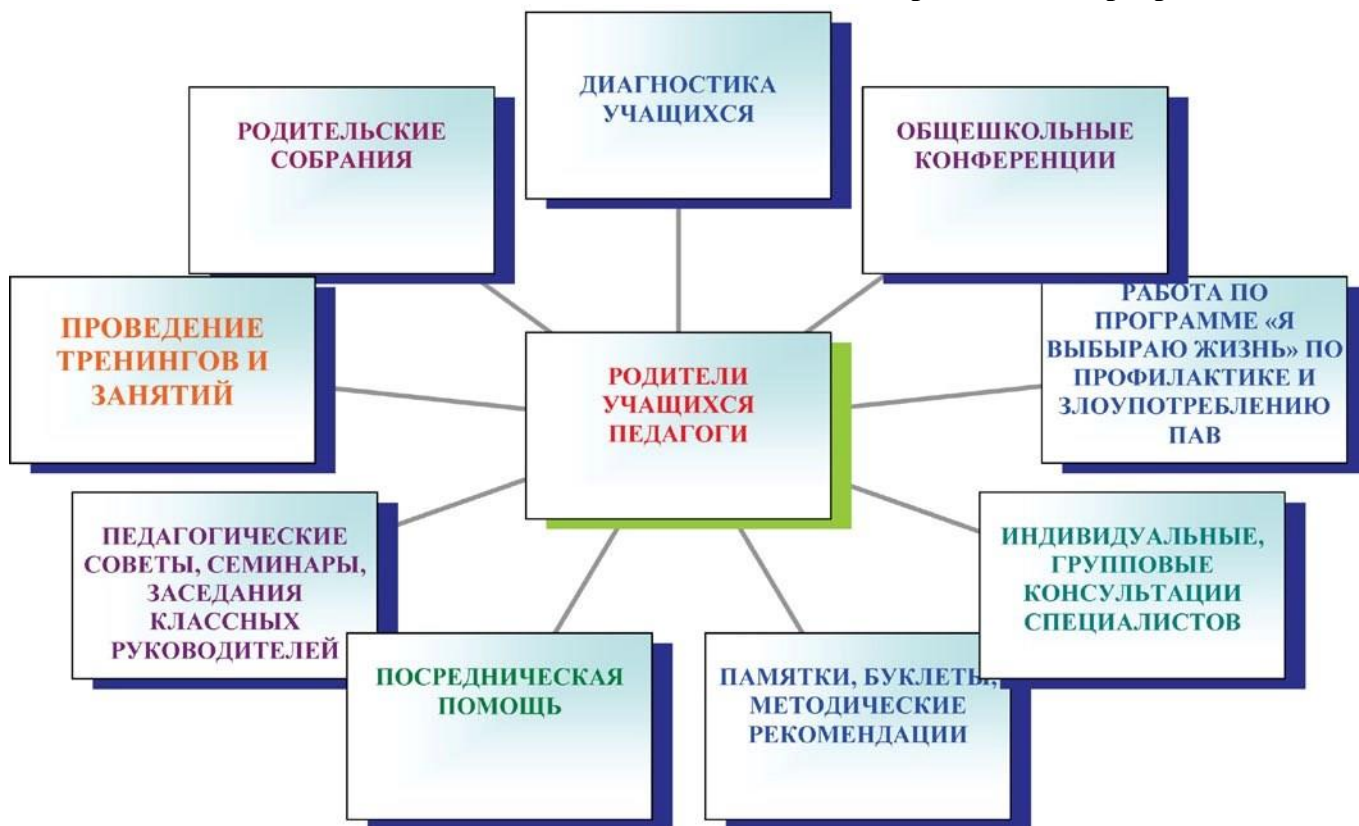 ДИАГНОСТИКА
УЧАЩИХСЯ
РОДИТЕЛЬСКИЕ
СОБРАНИЯ
ОБЩЕШКОЛЬНЫЕ
КОНФЕРЕНЦИИ
ПРОВЕДЕНИЕ
ТРЕНИНГОВ И
ЗАНЯТИЙ
РОДИТЕЛИ
УЧАЩИХСЯ
ПЕДАГОГИ
РАБОТА ПО
ПРОГРАММЕ «Я
ВЫБЫРАЮ ЖИЗНЬ» ПО
ПРОФИЛАКТИКЕ И
ЗЛОУПОТРЕБЛЕНИЮ
ПАВ
ПЕДАГОГИЧЕСКИЕ
СОВЕТЫ, СЕМИНАРЫ,
ЗАСЕДАНИЯ
КЛАССНЫХ
РУКОВОДИТЕЛЕЙ
ИНДИВИДУАЛЬНЫЕ,
ГРУППОВЫЕ
КОНСУЛЬТАЦИИ
СПЕЦИАЛИСТОВ
ПОСРЕДНИЧЕСКАЯ
ПОМОЩЬ
ПАМЯТКИ, БУКЛЕТЫ,
МЕТОДИЧЕСКИЕ
РЕКОМЕНДАЦИИ